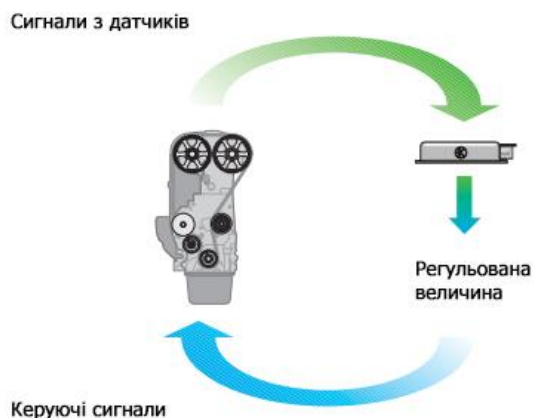 Сигнали з датчиків
Регульована
величина
Керуючі сигнали